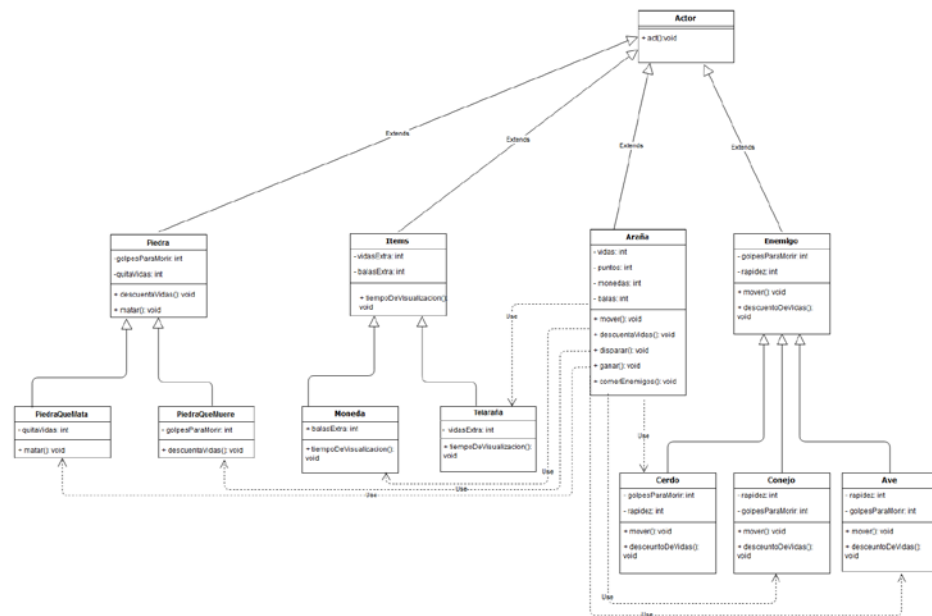 Actor
+ act():void
Extends
Extends
Extends
Extends
Piedra
-golpesParaMorir: int
-quitaVidas: int
+ descuentaVidas(): void
+ matar(): void
Items
- vidasExtra: int
- balasExtra: int
+ tiempoDeVisualizacion():
void
Araña
- vidas: int
- puntos: int
- monedas: int
- balas: int
+ mover(): void
+ descuentaVidas(): void
+ disparar(): void
+ ganar(): void
+ comerEnemigos(): void
Enemigo
- golpesParaMorir: int
- rapidez: int
+ mover(): void
+ descuentoDeVidas():
void
Use
Use
PiedraQueMata
- quitaVidas: int
+ matar(): void
PiedraQueMuere
- golpesParaMorir: int
+ descuentaVidas(): void
Moneda
+ balasExtra: int
+tiempoDeVisualizacion():
void
Telaraña
- vidasExtra: int
+ tiempoDeVisualizacion():
void
Use
Use
Use
Cerdo
- golpesParaMorir: int
- rapidez: int
+ mover(): void
+ desceuntoDeVidas():
void
Conejo
- rapidez: int
- golpesParaMorir: int
+ mover(): void
+ desceuntoDeVidas():
void
Ave
- rapidez: int
- golpesParaMorir: int
+ mover(): void
+ desceuntoDeVidas():
void
Use
Use